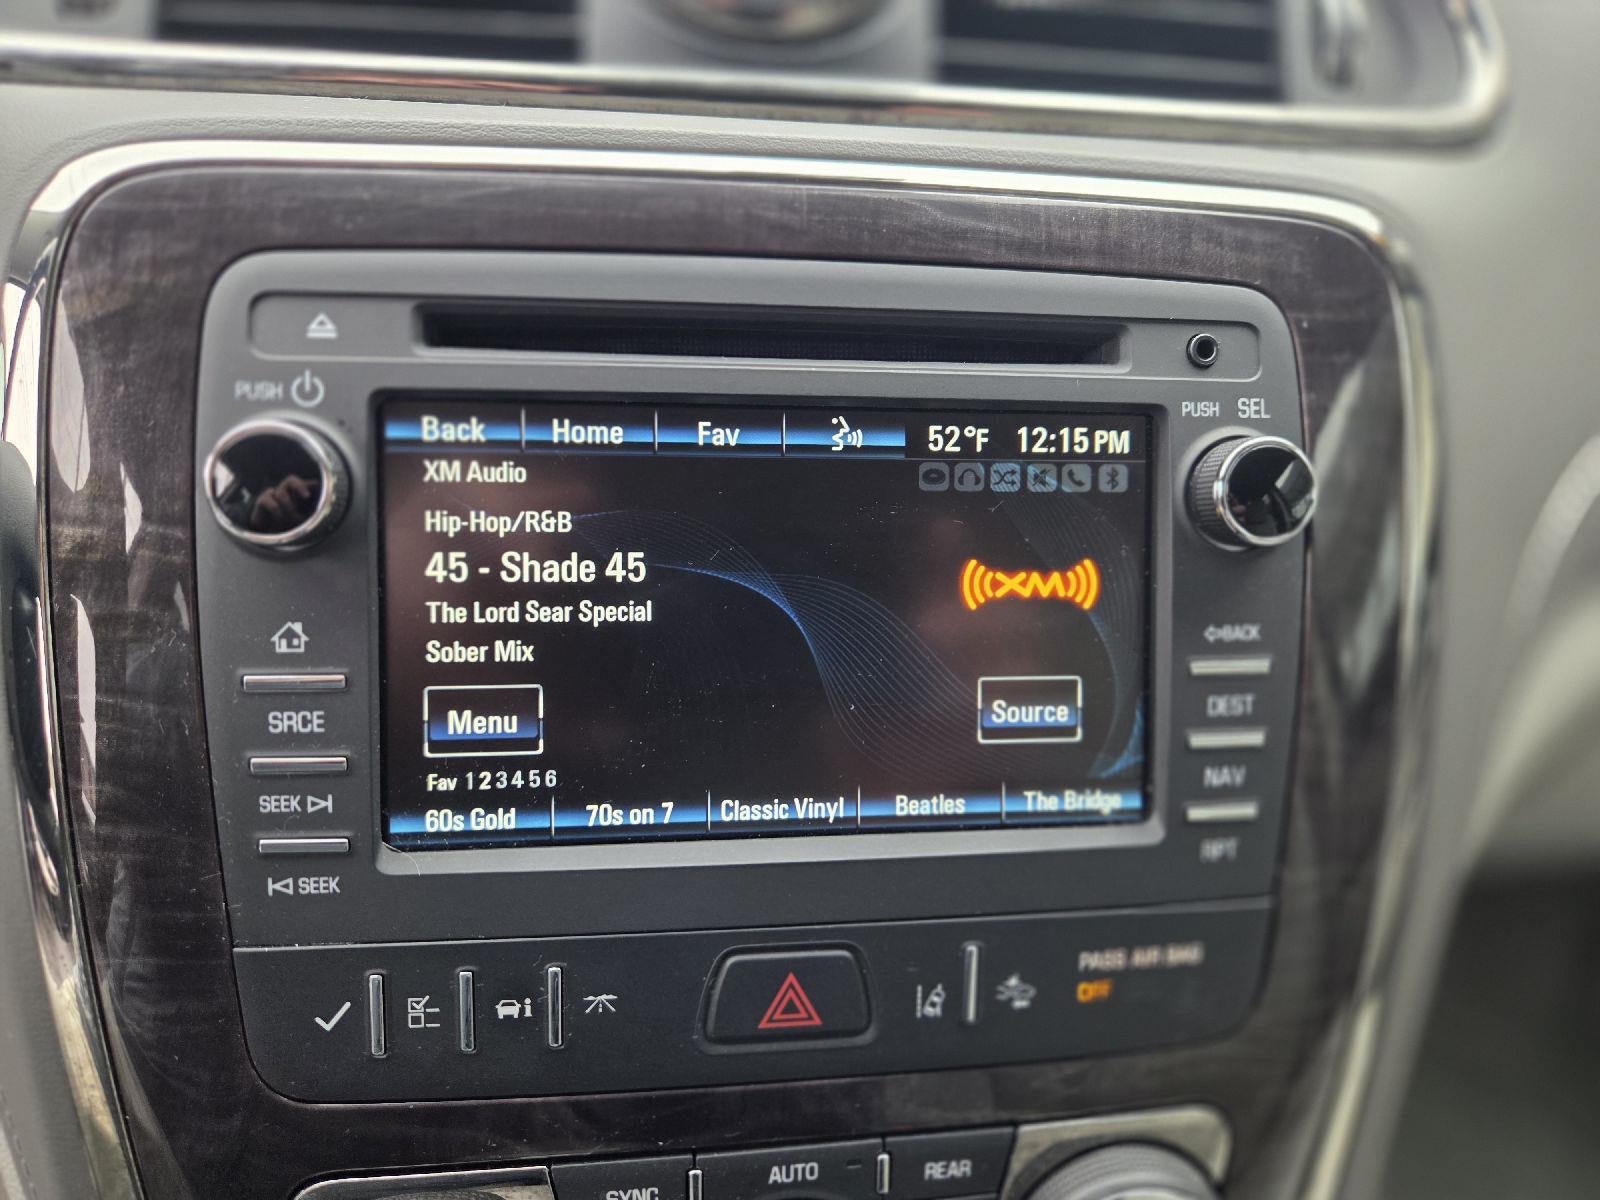 PUSH
PUSH SEL
Back Home Fav 52°F 12:15 PM
XM Audio
Hip-Hop/R&B
45 - Shade 45
XM
The Lord Sear Special
Sober Mix
Menu
Source
Fav 1 2 3 4 5 6
60s Gold 70s on 7 Classic Vinyl Beatles The Bridge
SRCE
SEEK
SEEK
BACK
DEST
NAV
RPT
PASS AIR BAG
OFF
SYNC
AUTO
REAR